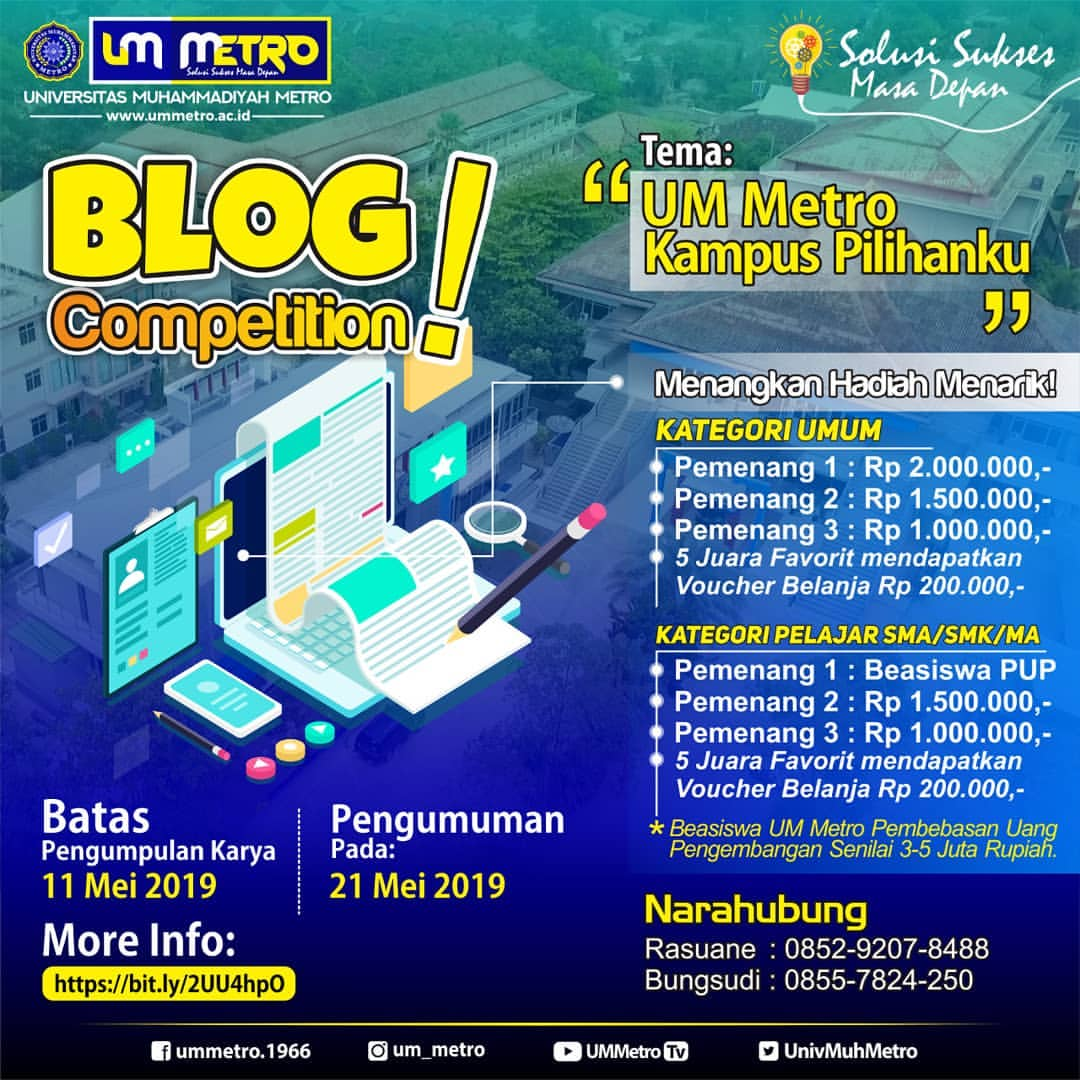 UM METRO
Solusi Sukses Masa Depan
UNIVERSITAS MUHAMMADIYAH METRO
www.ummetro.ac.id
Solusi Sukses
Masa Depan
BLOG
Competition!
Tema:
“UM Metro
Kampus Pilihanku”
Menangkan Hadiah Menarik!
KATEGORI UMUM
Pemenang 1 : Rp 2.000.000,-
Pemenang 2 : Rp 1.500.000,-
Pemenang 3 : Rp 1.000.000,-
5 Juara Favorit mendapatkan
Voucher Belanja Rp 200.000,-
KATEGORI PELAJAR SMA/SMK/MA
Pemenang 1 : Beasiswa PUP
Pemenang 2 : Rp 1.500.000,-
Pemenang 3 : Rp 1.000.000,-
5 Juara Favorit mendapatkan
Voucher Belanja Rp 200.000,-
* Beasiswa UM Metro Pembebasan Uang
Pengembangan Senilai 3-5 Juta Rupiah.
Batas
Pengumpulan Karya
11 Mei 2019
Pengumuman
Pada:
21 Mei 2019
More Info:
https://bit.ly/2UU4hpO
Narahubung
Rasuane : 0852-9207-8488
Bungsudi : 0855-7824-250
ummetro.1966
um_metro
UMMetro Tv
UnivMuhMetro